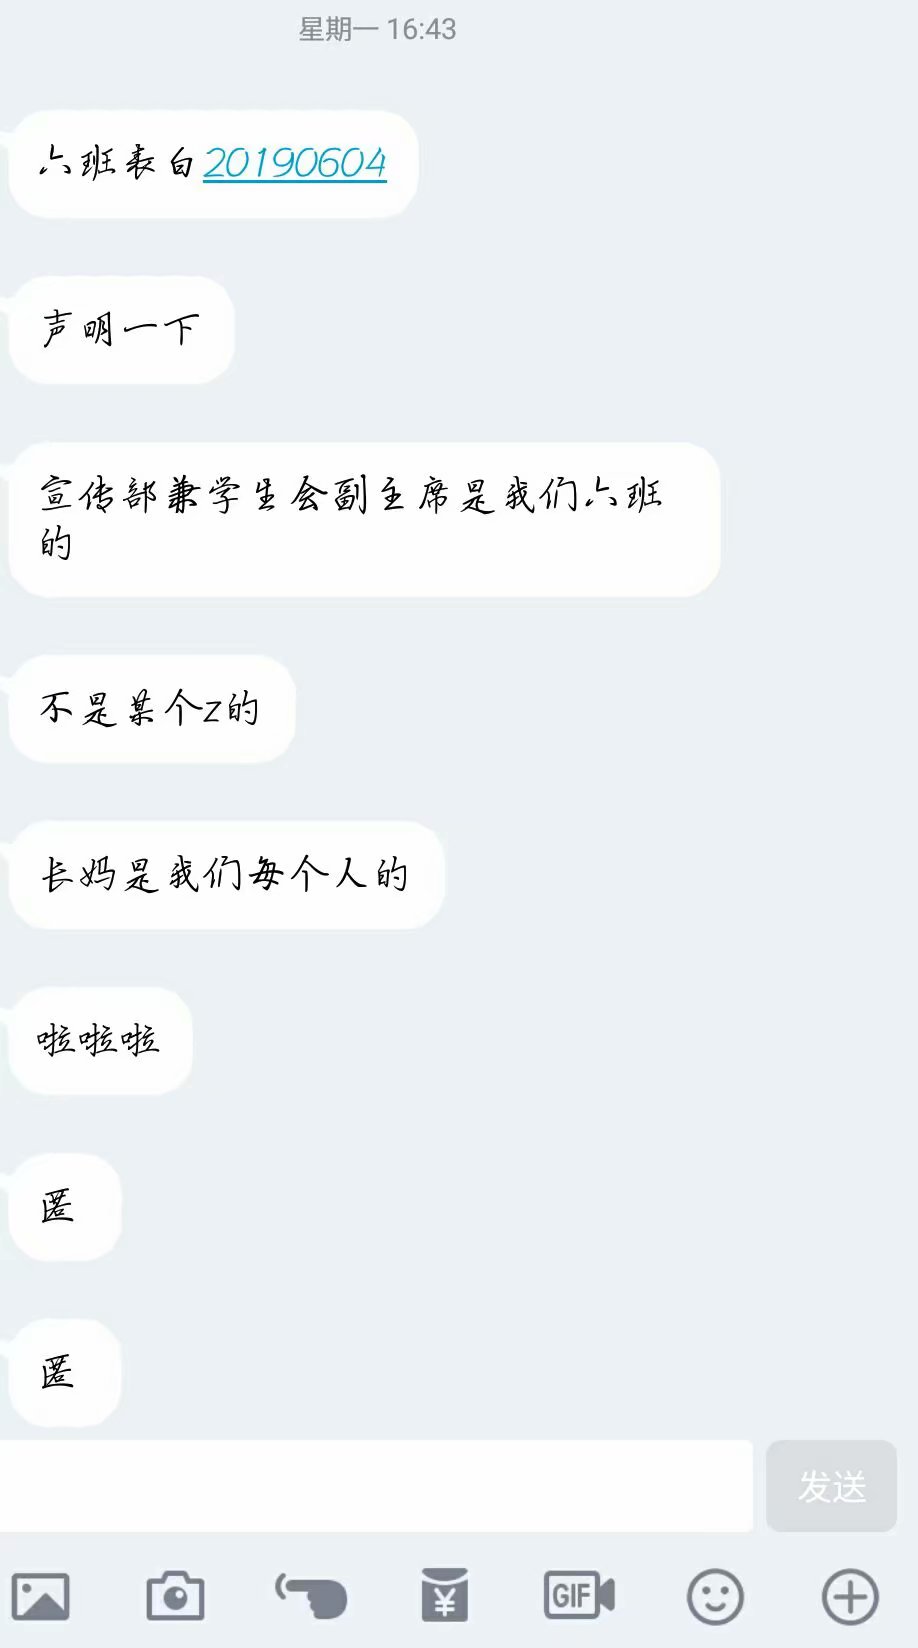 星期一 16:43
六班表白20190604
声明一下
宣传部兼学生会副主席是我们六班
的
不是某个z的
长妈是我们每个人的
啦啦啦
匿
匿
发送
¥
GIF